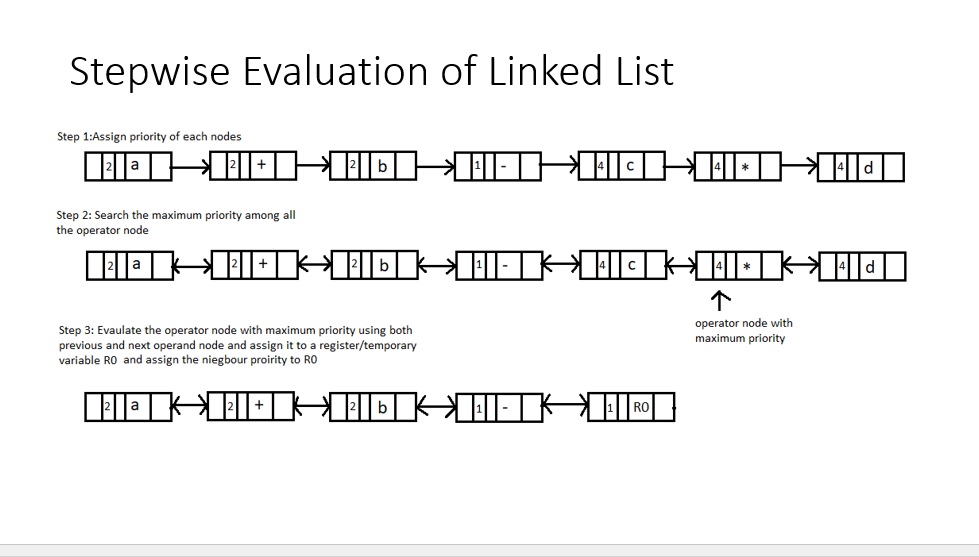 Stepwise Evaluation of Linked List
Step 1:Assign priority of each nodes
2 a 2 + 2 b 1 - 4 c 4 * 4 d
Step 2: Search the maximum priority among all
the operator node
2 a 2 + 2 b 1 - 4 c 4 * 4 d
operator node with
maximum priority
Step 3: Evaulate the operator node with maximum priority using both
previous and next operand node and assign it to a register/temporary
variable R0 and assign the niegbour proirity to R0
2 a 2 + 2 b 1 - 1 R0